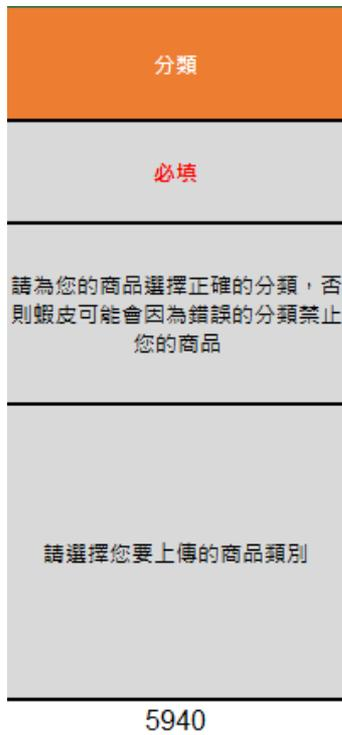 分類
必填
請為您的商品選擇正確的分類，否
則蝦皮可能會因為錯誤的分類禁止
您的商品
請選擇您要上傳的商品類別
5940